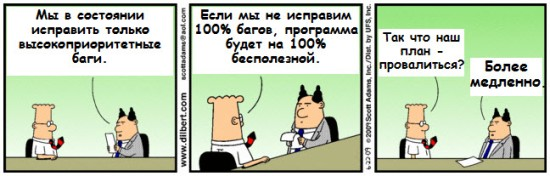 Мы в состоянии
исправить только
высокоприоритетные
баги.
scottadams@aol.com
Если мы не исправим
100% багов, программа
будет на 100%
бесполезной.
www.dilbert.com
Так что наш
план -
провалиться?
Более
медленно.
6-23-09 © 2009 Scott Adams, Inc./Dist. by UFS, Inc.